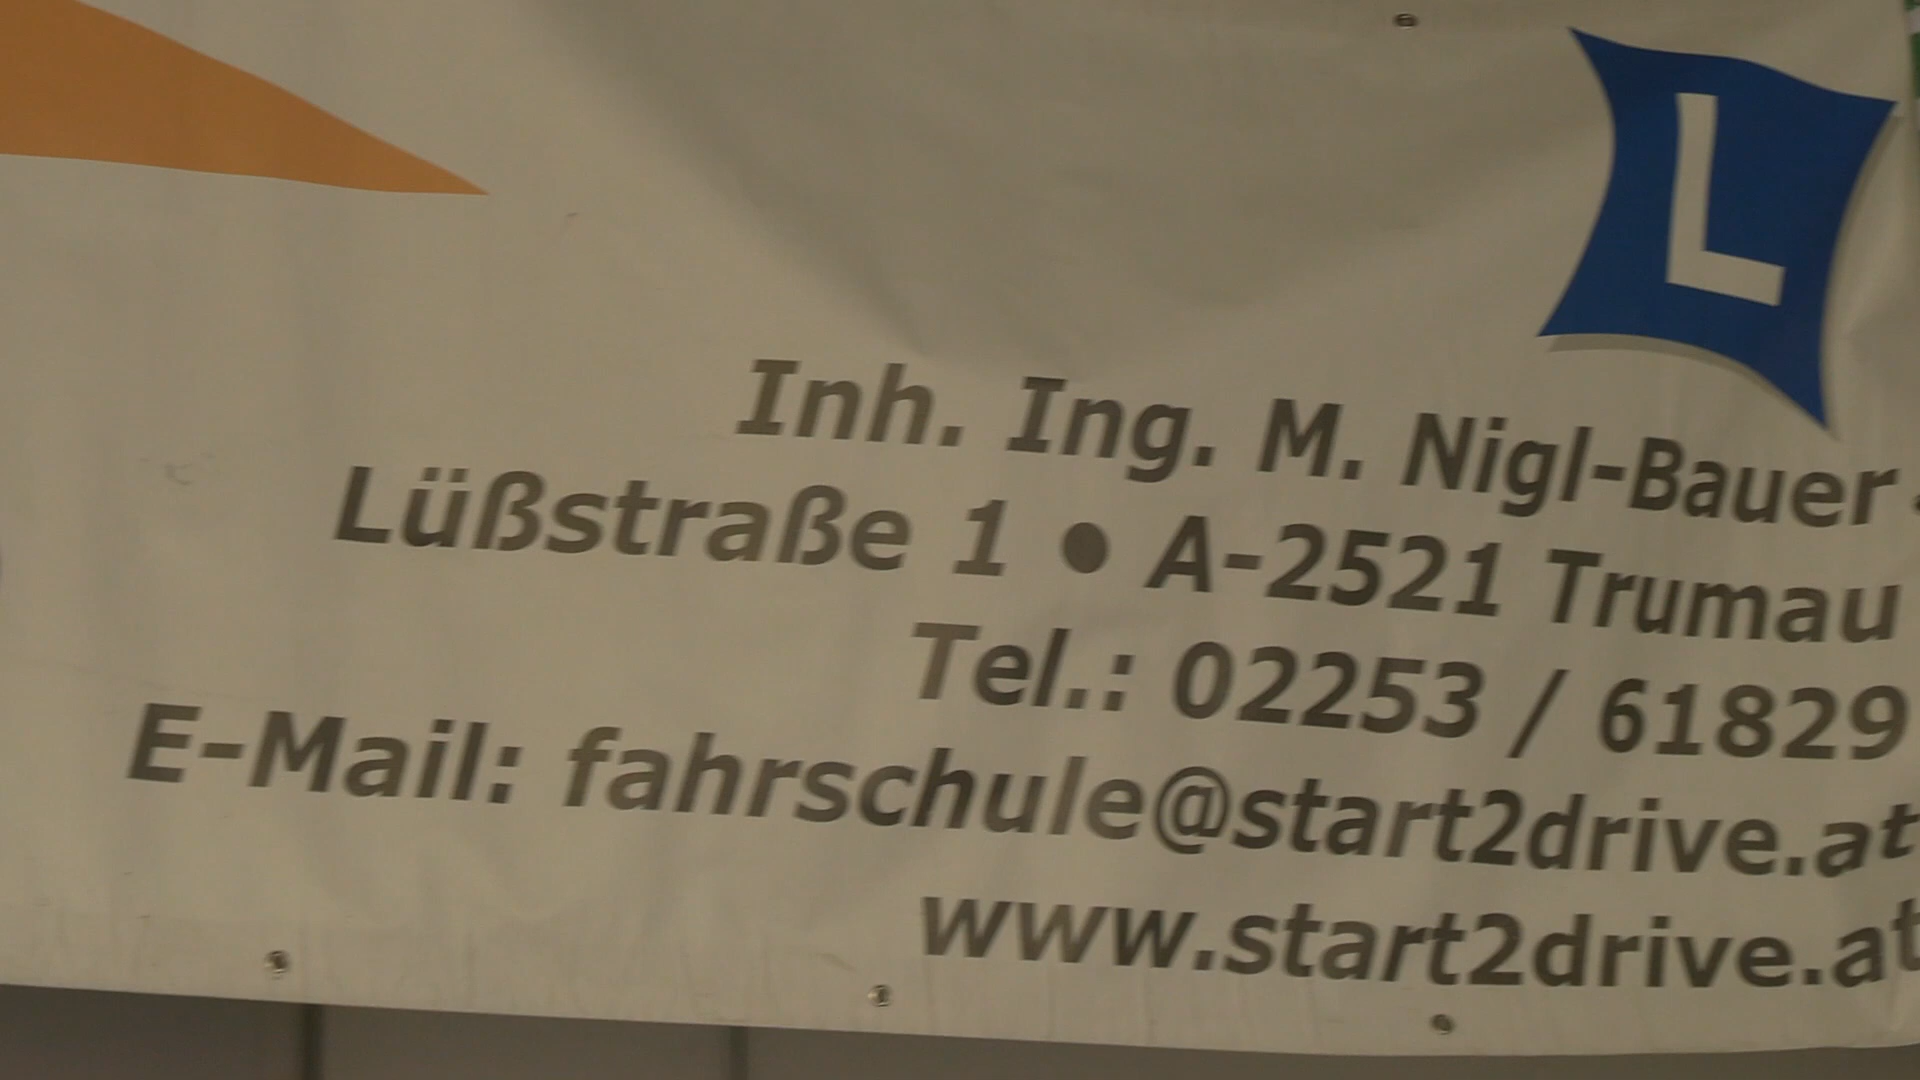 L
Inh. Ing. M. Nigl-Bauer
Lüßstraße 1 ● A-2521 Trumau
Tel.: 02253 / 61829
E-Mail: fahrschule@start2drive.at
www.start2drive.at